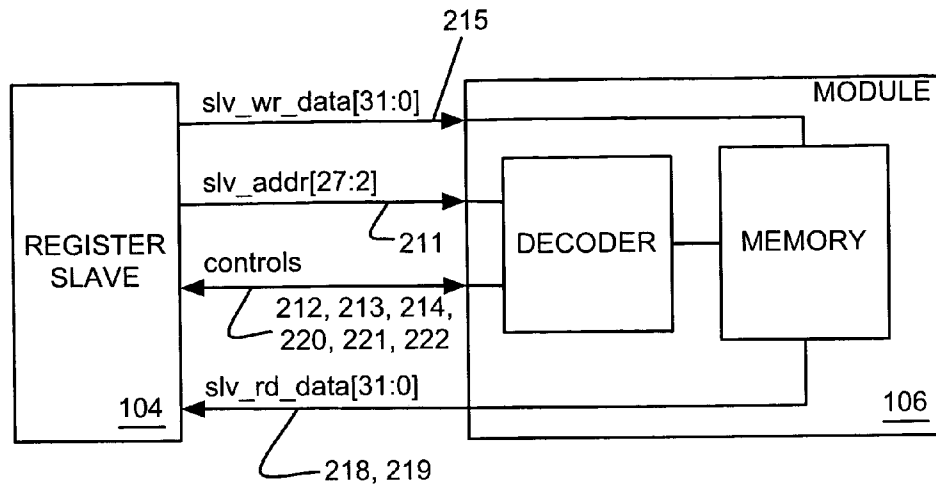 215
slv_wr_data[31:0]
MODULE
slv_addr[27:2]
211
REGISTER
SLAVE
DECODER
MEMORY
controls
212, 213, 214,
220, 221, 222
slv_rd_data[31:0]
104
106
218, 219